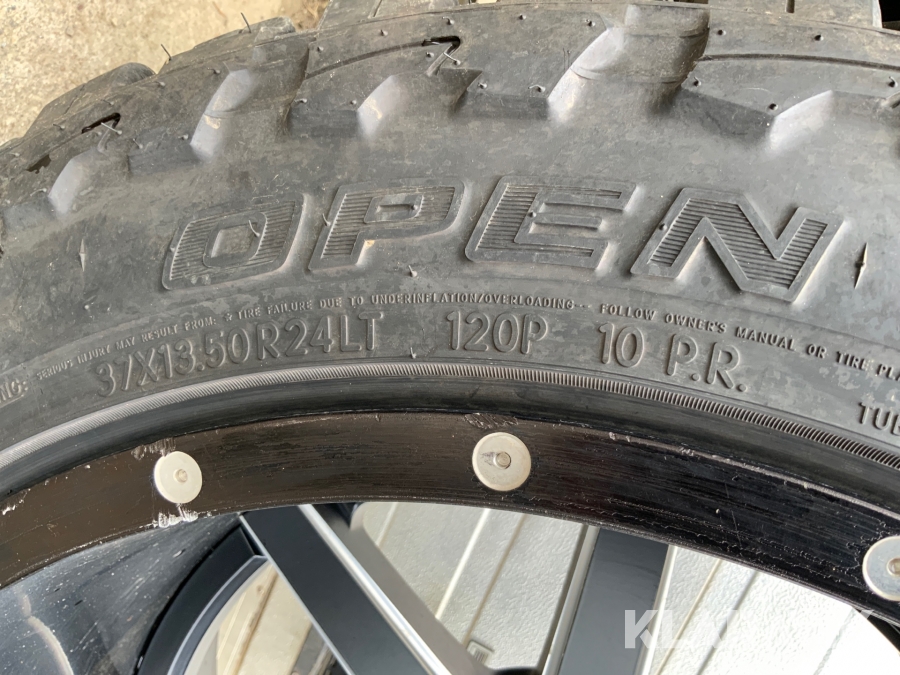 OPEN
SERIOUS INJURY MAY RESULT FROM: - TIRE FAILURE DUE TO UNDERINFLATION/OVERLOADING-- FOLLOW OWNER'S MANUAL OR TIRE
37X13.50R24LT 120P 10 P.R.